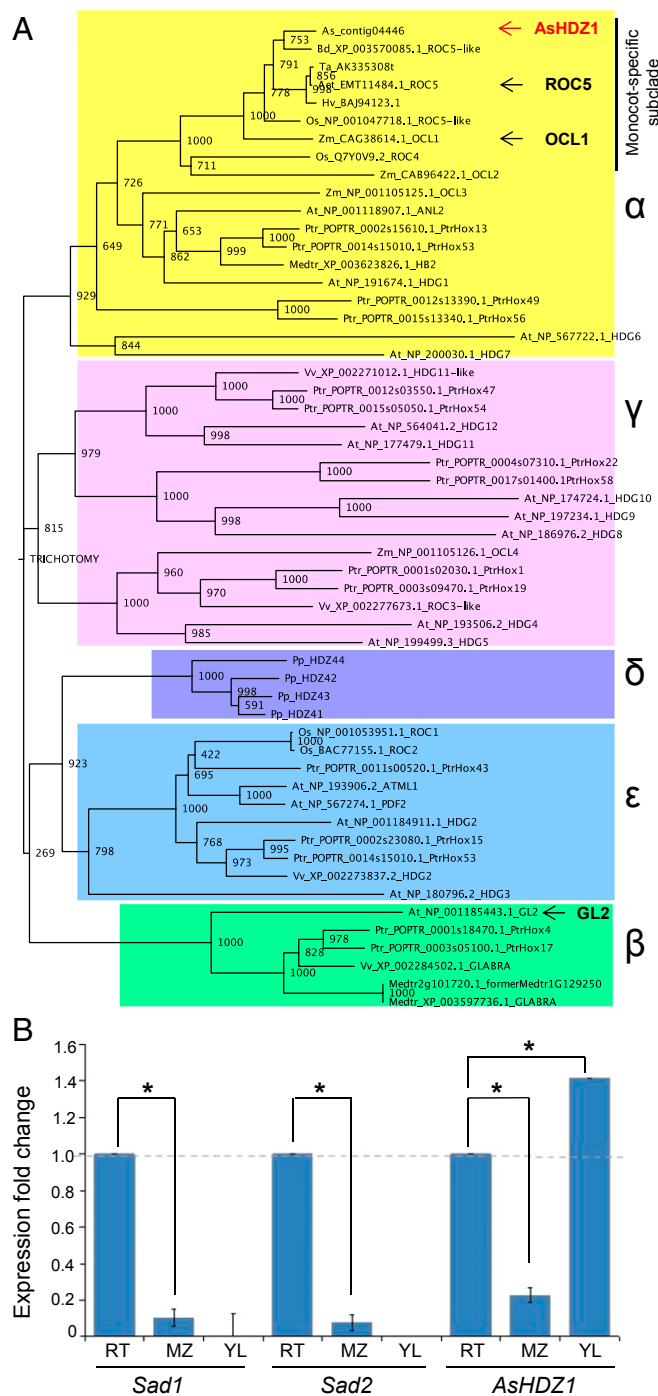 A
As_contig04446
AsHDZ1
753
Bd_XP_003570085.1_ROC5-like
791
Ta_AK335308t
856
Aet_EMT11484.1_ROC5
ROC5
998
778
Hv_BAJ94123.1
Os_NP_001047718.1_ROC5-like
1000
Zm_CAG38614.1_OCL1
OCL1
Monocot-specific
subclade
Os_Q7Y0V9.2_ROC4
711
Zm_CAB96422.1_OCL2
1000
726
Zm_NP_001105125.1_OCL3
α
771
At_NP_001118907.1_ANL2
653
Ptr_POPTR_0002s15610.1_PtrHox13
1000
649
999
Ptr_POPTR_0014s15010.1_PtrHox53
862
Medtr_XP_003623826.1_HB2
At_NP_191674.1_HDG1
929
Ptr_POPTR_0012s13390.1_PtrHox49
1000
Ptr_POPTR_0015s13340.1_PtrHox56
At_NP_567722.1_HDG6
844
At_NP_200030.1_HDG7
Vv_XP_002271012.1_HDG11-like
1000
Ptr_POPTR_0012s03550.1_PtrHox47
1000
Ptr_POPTR_0015s05050.1_PtrHox54
1000
γ
At_NP_564041.2_HDG12
998
At_NP_177479.1_HDG11
979
Ptr_POPTR_0004s07310.1_PtrHox22
1000
Ptr_POPTR_0017s01400.1PtrHox58
1000
At_NP_174724.1_HDG10
1000
At_NP_197234.1_HDG9
998
At_NP_186976.2_HDG8
815
TRICHOTOMY
Zm_NP_001105126.1_OCL4
960
Ptr_POPTR_0001s02030.1_PtrHox1
1000
970
Ptr_POPTR_0003s09470.1_PtrHox19
1000
Vv_XP_002277673.1_ROC3-like
At_NP_193506.2_HDG4
985
At_NP_199499.3_HDG5
Pp_HDZ44
δ
1000
Pp_HDZ42
998
Pp_HDZ43
591
Pp_HDZ41
Os_NP_001053951.1_ROC1
1000
Os_BAC77155.1_ROC2
422
923
Ptr_POPTR_0011s00520.1_PtrHox43
695
At_NP_193906.2_ATML1
1000
ε
1000
At_NP_567274.1_PDF2
At_NP_001184911.1_HDG2
768
Ptr_POPTR_0002s23080.1_PtrHox15
995
269
798
973
Ptr_POPTR_0014s15010.1_PtrHox53
Vv_XP_002273837.2_HDG2
At_NP_180796.2_HDG3
At_NP_001185443.1_GL2
GL2
Ptr_POPTR_0001s18470.1_PtrHox4
978
1000
828
Ptr_POPTR_0003s05100.1_PtrHox17
β
Vv_XP_002284502.1_GLABRA
1000
Medtr2g101720.1_formerMedtr1G129250
Medtr_XP_003597736.1_GLABRA
B
Expression fold change
1.6
1.4
1.2
1.0
0.8
0.6
0.4
0.2
0
* * * *
RT MZ YL RT MZ YL RT MZ YL
Sad1 Sad2 AsHDZ1